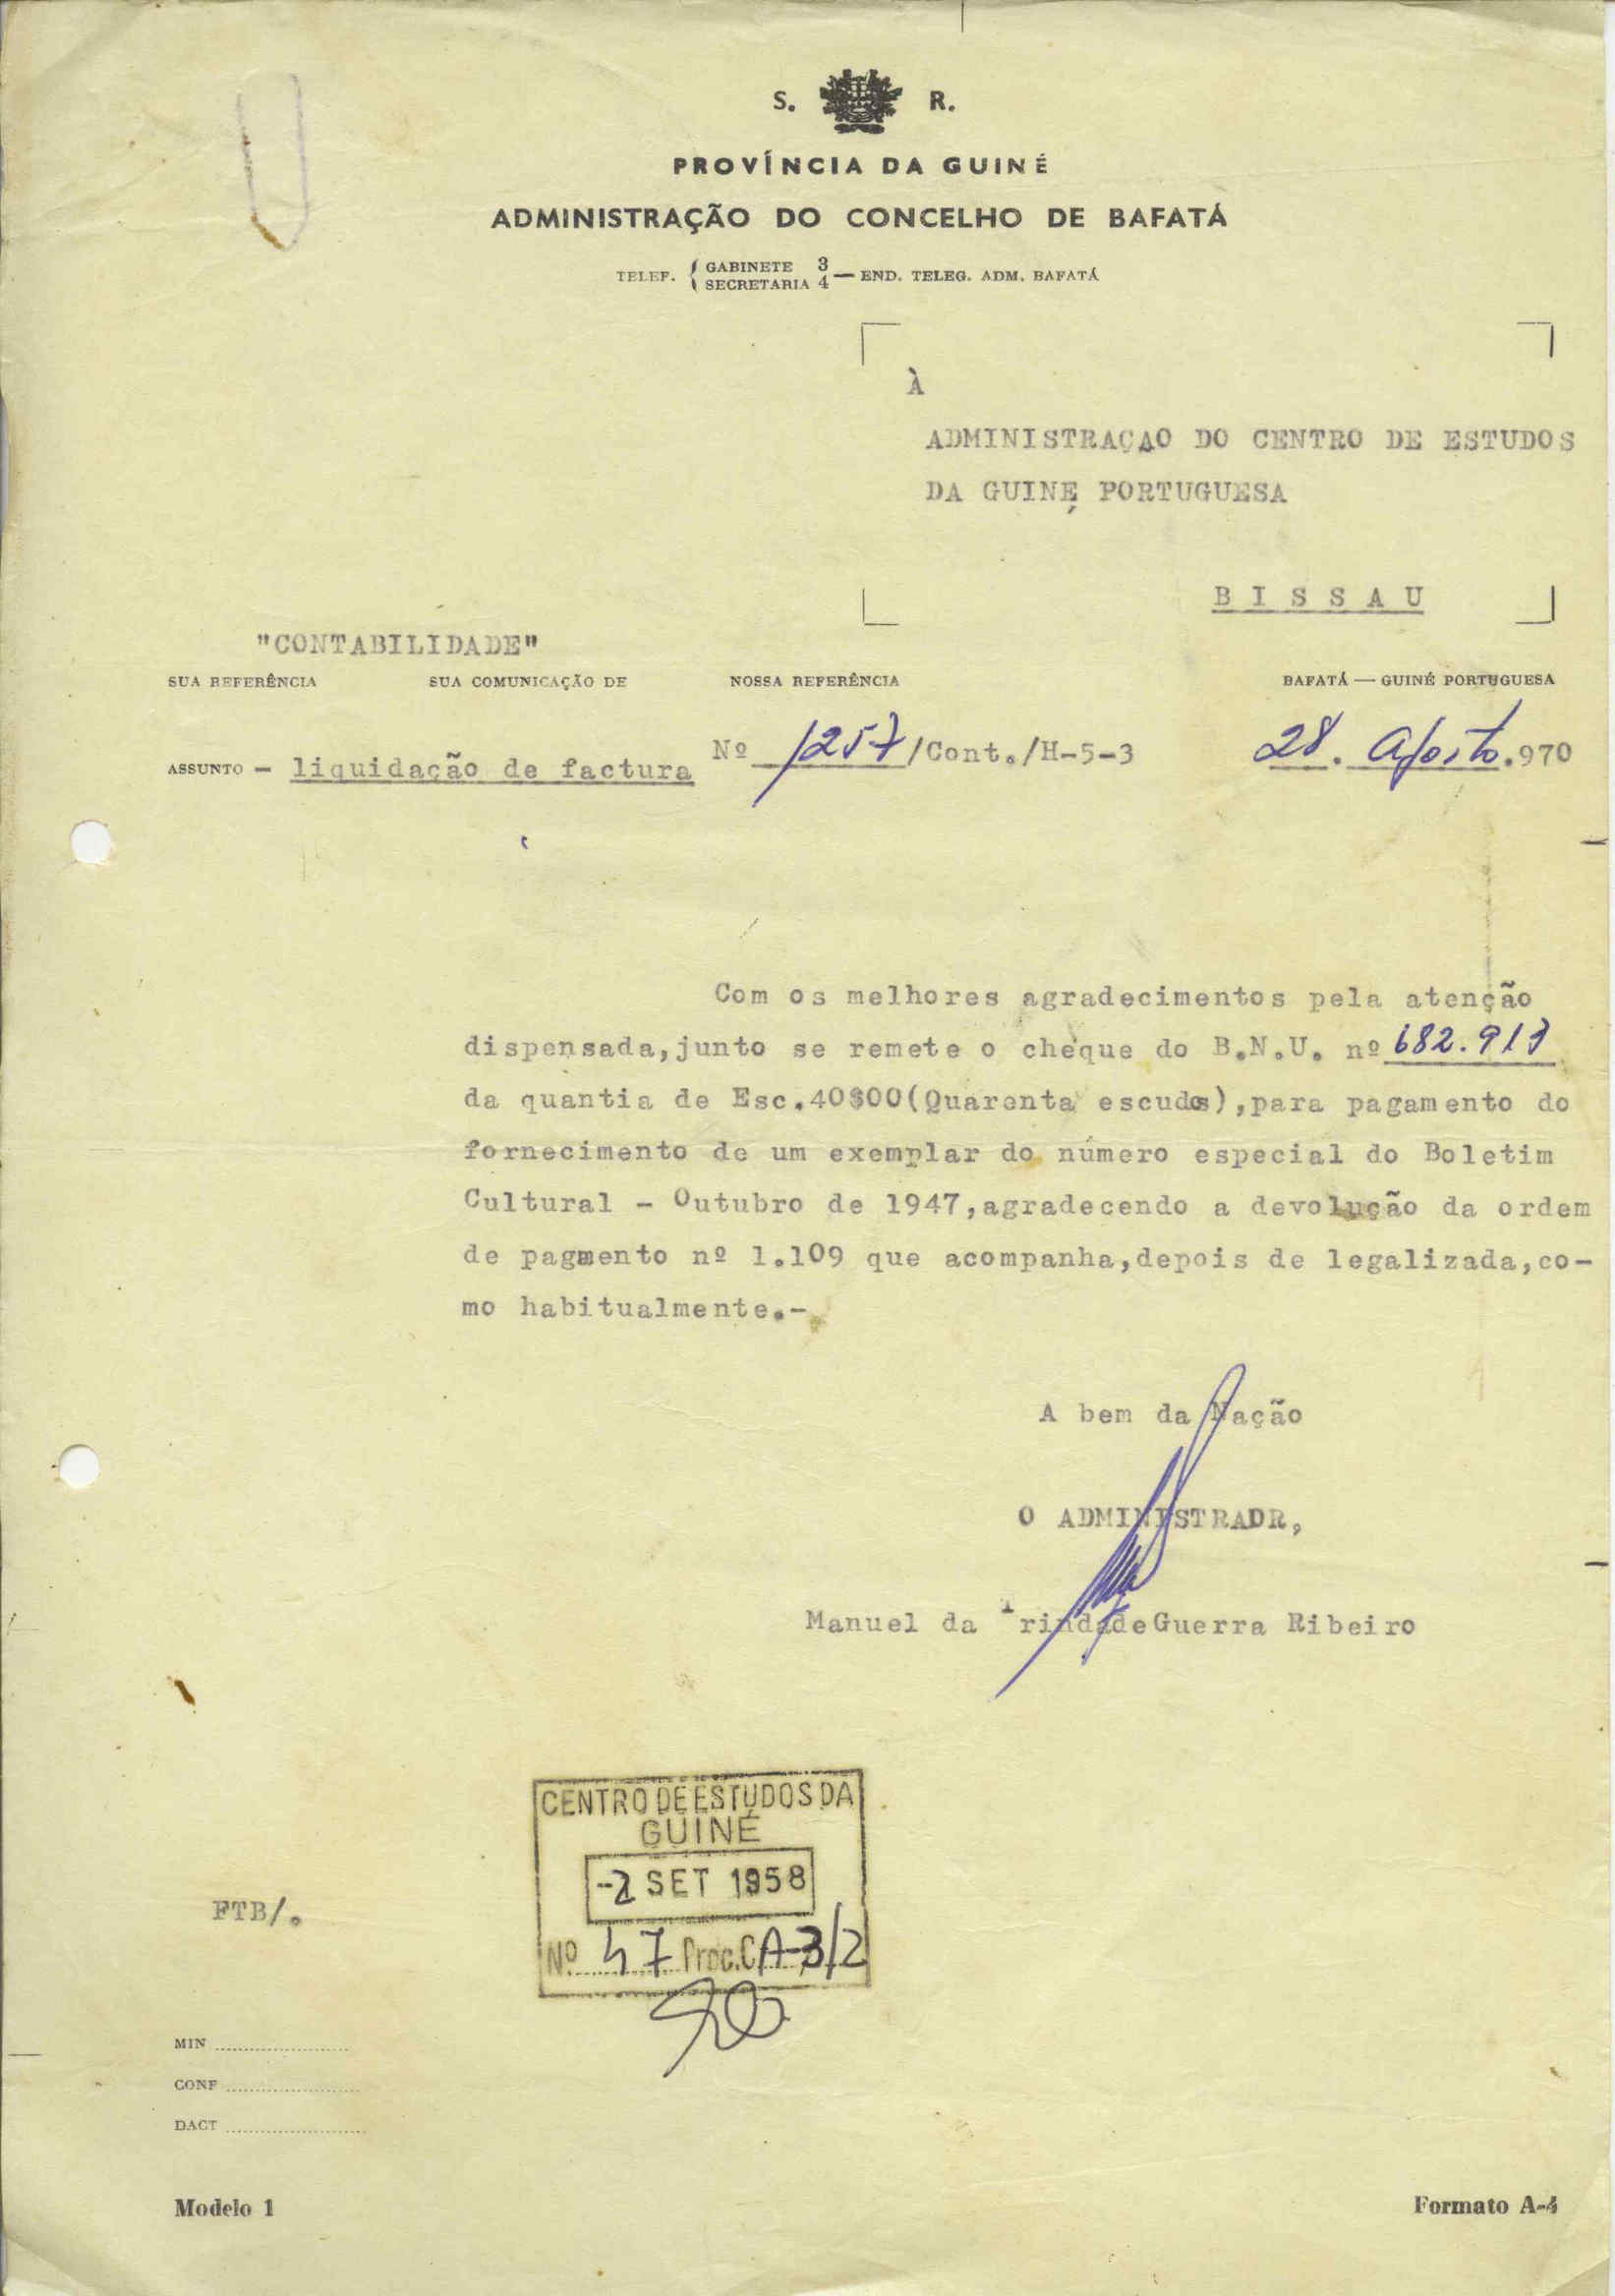 S. R.
PROVÍNCIA DA GUINÉ
ADMINISTRAÇÃO DO CONCELHO DE BAFATÁ
TELEF. { GABINETE 3
SECRETARIA 4 — END. TELEG. ADM. BAFATÁ
À
ADMINISTRAÇAO DO CENTRO DE ESTUDOS
DA GUINE PORTUGUESA
B I S S A U
"CONTABILIDADE"
SUA REFERÊNCIA SUA COMUNICAÇÃO DE NOSSA REFERÊNCIA BAFATÁ — GUINÉ PORTUGUESA
Nº 1257/Cont./H-5-3 28. Agosto.970
ASSUNTO - liquidação de factura
Com os melhores agradecimentos pela atenção
dispensada,junto se remete o cheque do B.N.U. nº
da quantia de Esc.40$00(Quarenta escudos),para pagamento do
fornecimento de um exemplar do número especial do Boletim
Cultural - Outubro de 1947,agradecendo a devolução da ordem
de pagmento nº 1.109 que acompanha,depois de legalizada,co-
mo habitualmente.-
A bem da Nação
O ADMINISTRADR,
Manuel da Trindade Guerra Ribeiro
CENTRO DE ESTUDOS DA
GUINÉ
-2 SET 1958
Nº 47 Proc. CA-3/2
FTB/.
MIN
CONF
DACT
Modelo 1 Formato A-4